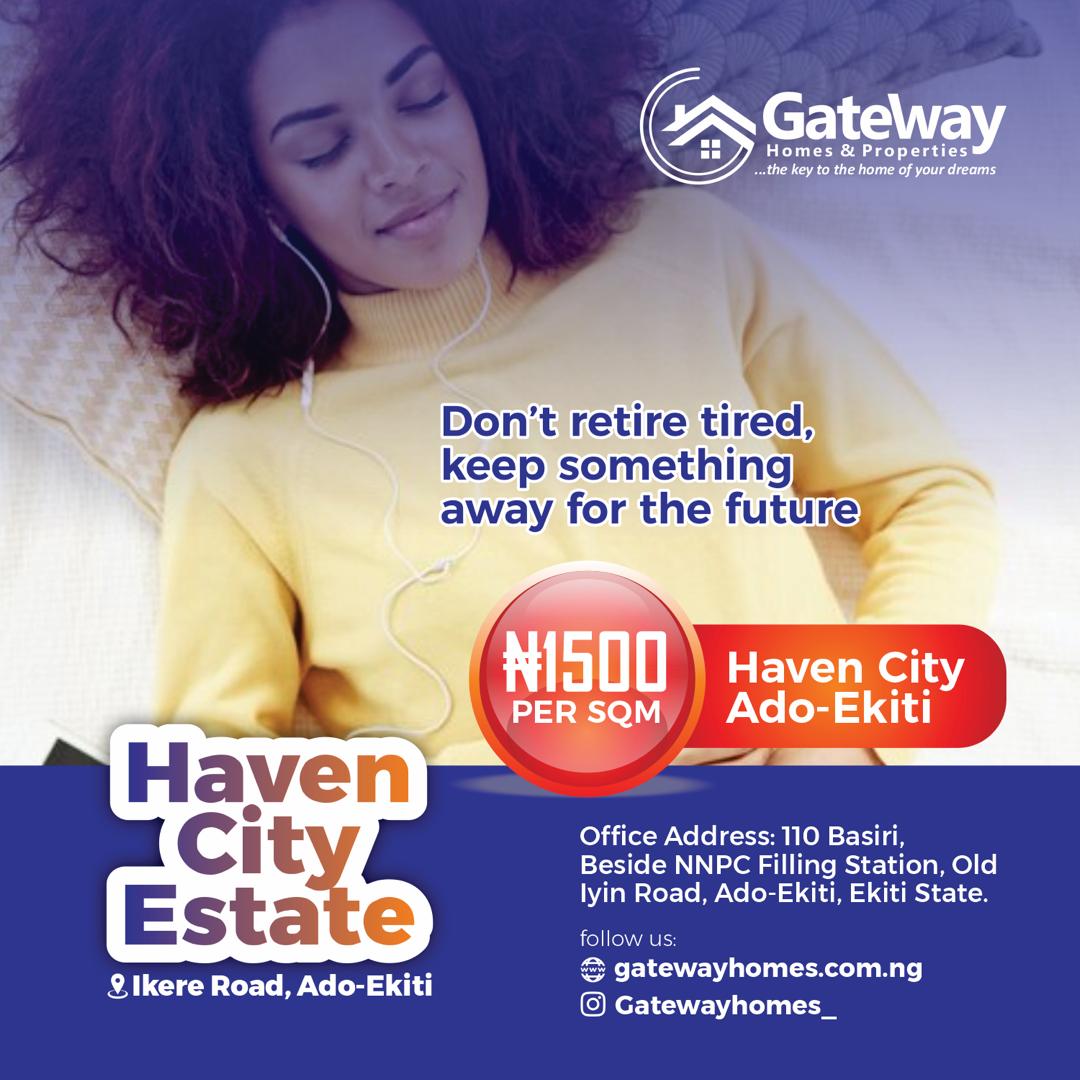 GateWay
Homes & Properties
...the key to the home of your dreams
Don't retire tired,
keep something
away for the future
₦1500
PER SQM
Haven City
Ado-Ekiti
Haven
City
Estate
Ikere Road, Ado-Ekiti
Office Address: 110 Basiri,
Beside NNPC Filling Station, Old
Iyin Road, Ado-Ekiti, Ekiti State.
follow us:
www
gatewayhomes.com.ng
Gatewayhomes_